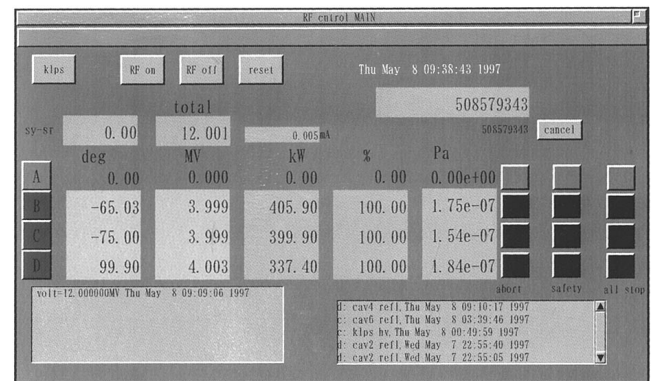 RF cntrol MAIN
klps RF on RF off reset Thu May 8 09:38:43 1997
508579343
total
sy-sr 0.00 12.001 0.005mA 508579343 cancel
deg MV kW % Pa
A 0.00 0.000 0.00 0.00 0.00e+00
B -65.03 3.999 405.90 100.00 1.75e-07
C -75.00 3.999 399.90 100.00 1.54e-07
D 99.90 4.003 337.40 100.00 1.84e-07
abort safety all stop
volt=12.000000MV Thu May 8 09:09:06 1997
d: cav4 refl, Thu May 8 09:10:17 1997
c: cav6 refl, Thu May 8 03:39:46 1997
c: klps hv, Thu May 8 00:49:59 1997
d: cav2 refl, Wed May 7 22:55:40 1997
d: cav2 refl, Wed May 7 22:55:05 1997